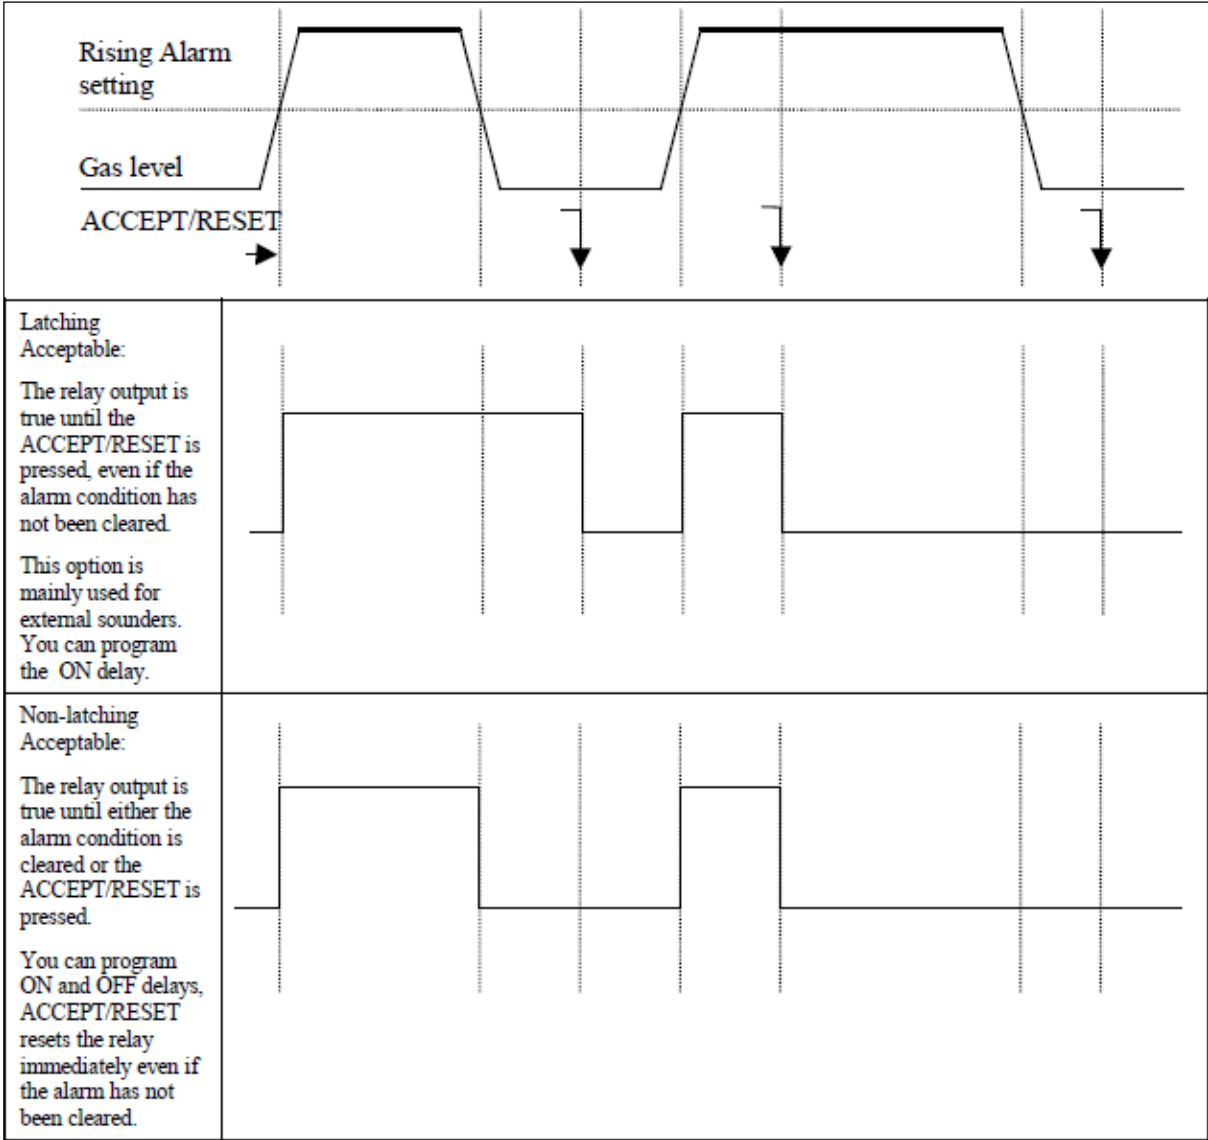 Rising Alarm
setting
Gas level
ACCEPT/RESET
Latching
Acceptable:
The relay output is
true until the
ACCEPT/RESET is
pressed, even if the
alarm condition has
not been cleared.
This option is
mainly used for
external sounders.
You can program
the ON delay.
Non-latching
Acceptable:
The relay output is
true until either the
alarm condition is
cleared or the
ACCEPT/RESET is
pressed.
You can program
ON and OFF delays,
ACCEPT/RESET
resets the relay
immediately even if
the alarm has not
been cleared.